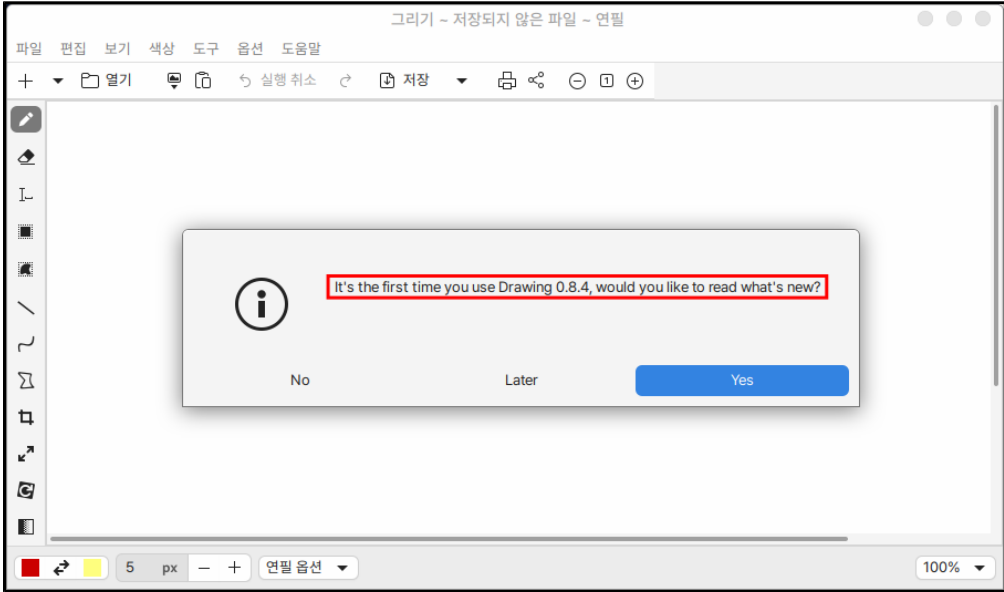 그리기 ~ 저장되지 않은 파일 ~ 연필
파일 편집 보기 색상 도구 옵션 도움말
열기 실행 취소 저장 1
It's the first time you use Drawing 0.8.4, would you like to read what's new?
No Later Yes
5 px 연필 옵션 100%